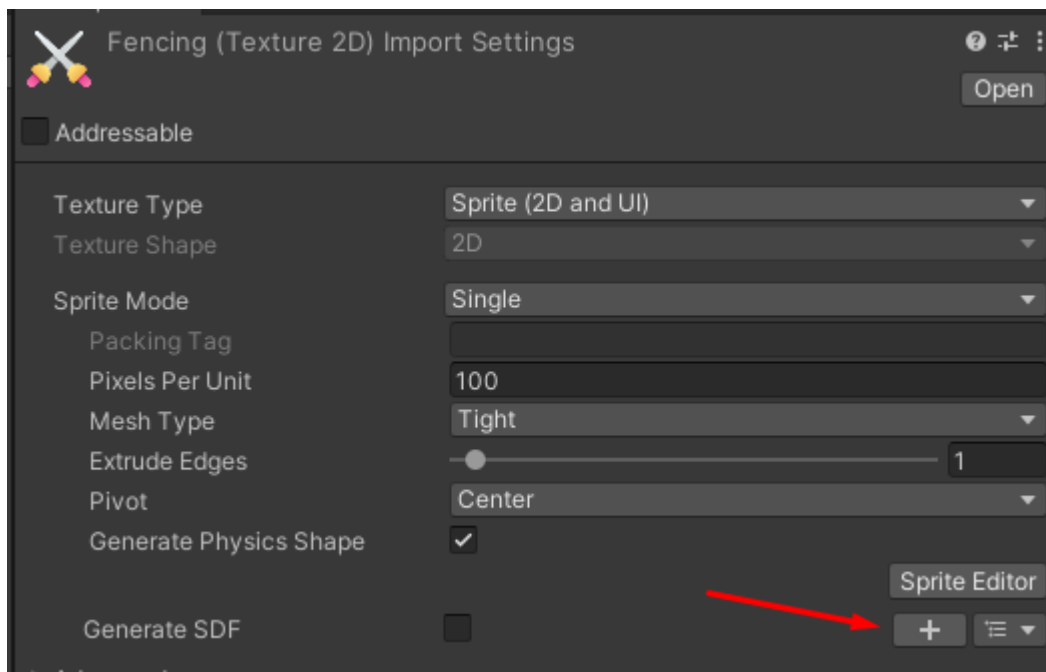 Fencing (Texture 2D) Import Settings
Open
Addressable
Texture Type Sprite (2D and UI)
Texture Shape 2D
Sprite Mode Single
Packing Tag
Pixels Per Unit 100
Mesh Type Tight
Extrude Edges 1
Pivot Center
Generate Physics Shape
Sprite Editor
Generate SDF